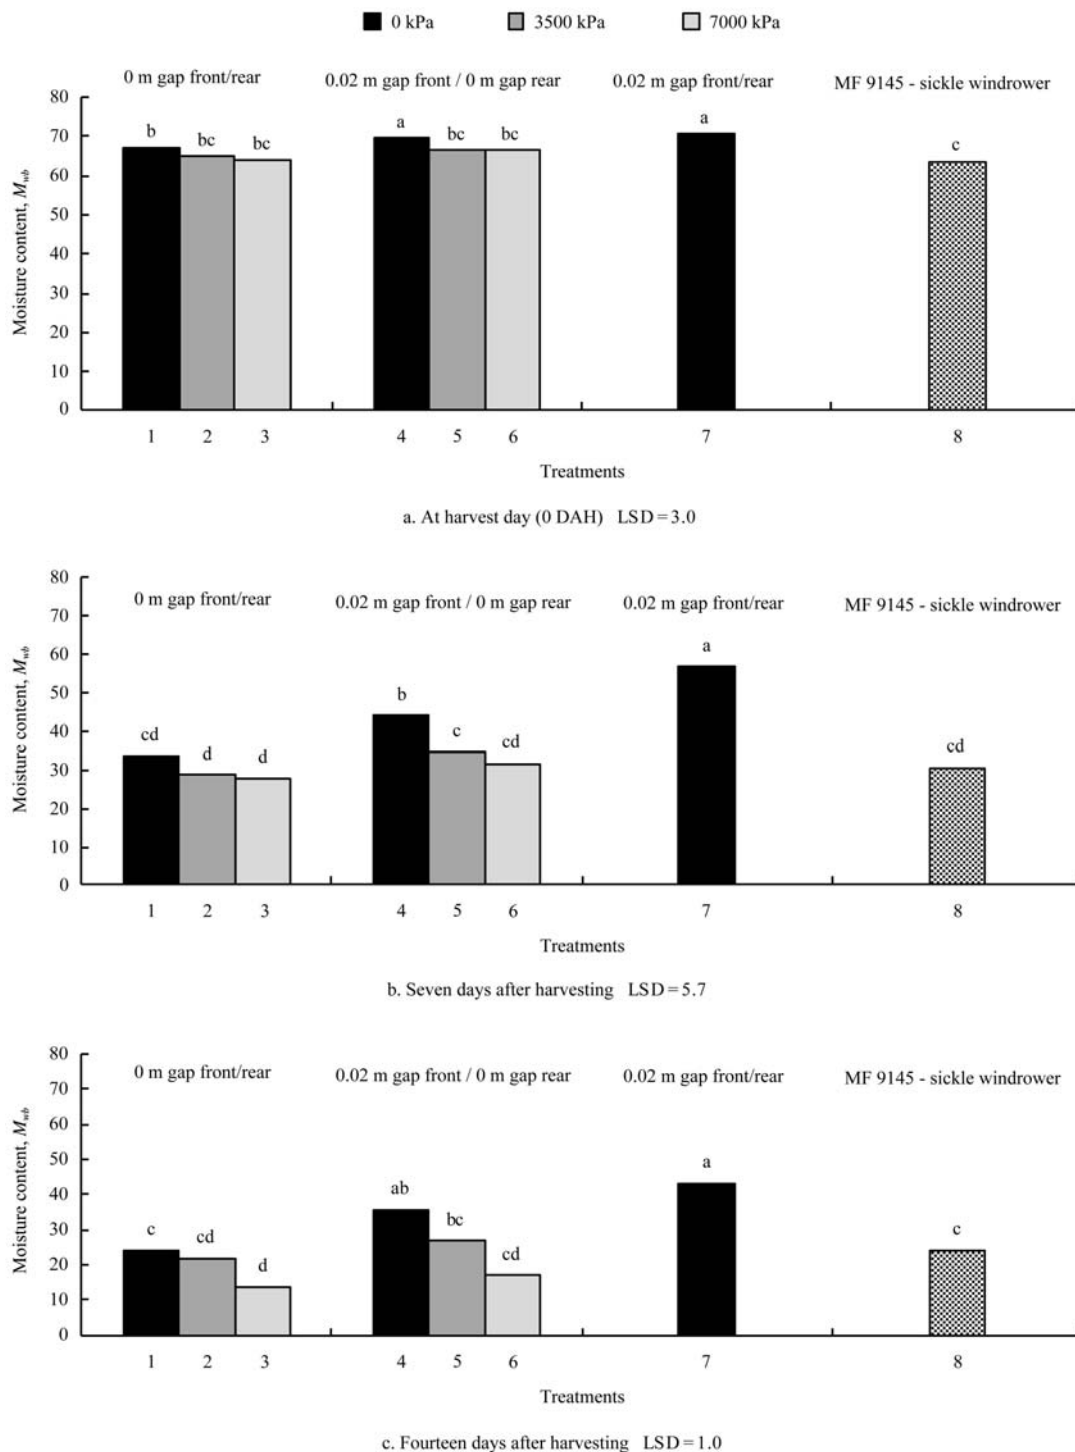 0 kPa 3500 kPa 7000 kPa
0 m gap front/rear 0.02 m gap front / 0 m gap rear 0.02 m gap front/rear MF 9145 - sickle windrower
80
70
60
50
40
30
20
10
0
Moisture content, Mwb
b bc bc a bc bc a c
1 2 3 4 5 6 7 8
Treatments
a. At harvest day (0 DAH) LSD = 3.0
80
70
60
50
40
30
20
10
0
Moisture content, Mwb
0 m gap front/rear 0.02 m gap front / 0 m gap rear 0.02 m gap front/rear MF 9145 - sickle windrower
cd d d b c cd a cd
1 2 3 4 5 6 7 8
Treatments
b. Seven days after harvesting LSD = 5.7
80
70
60
50
40
30
20
10
0
Moisture content, Mwb
0 m gap front/rear 0.02 m gap front / 0 m gap rear 0.02 m gap front/rear MF 9145 - sickle windrower
c cd d ab bc cd a c
1 2 3 4 5 6 7 8
Treatments
c. Fourteen days after harvesting LSD = 1.0